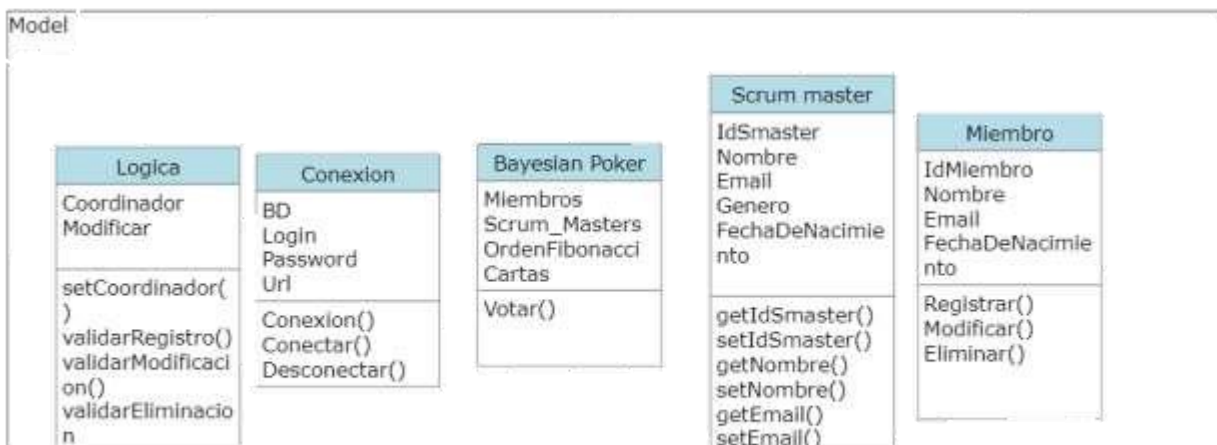 Model
Logica
Coordinador
Modificar
setCoordinador(
)
validarRegistro()
validarModificaci
on()
validarEliminacio
n
Conexion
BD
Login
Password
Url
Conexion()
Conectar()
Desconectar()
Bayesian Poker
Miembros
Scrum_Masters
OrdenFibonacci
Cartas
Votar()
Scrum master
IdSmaster
Nombre
Email
Genero
FechaDeNacimie
nto
getIdSmaster()
setIdSmaster()
getNombre()
setNombre()
getEmail()
setEmail()
Miembro
IdMiembro
Nombre
Email
FechaDeNacimie
nto
Registrar()
Modificar()
Eliminar()